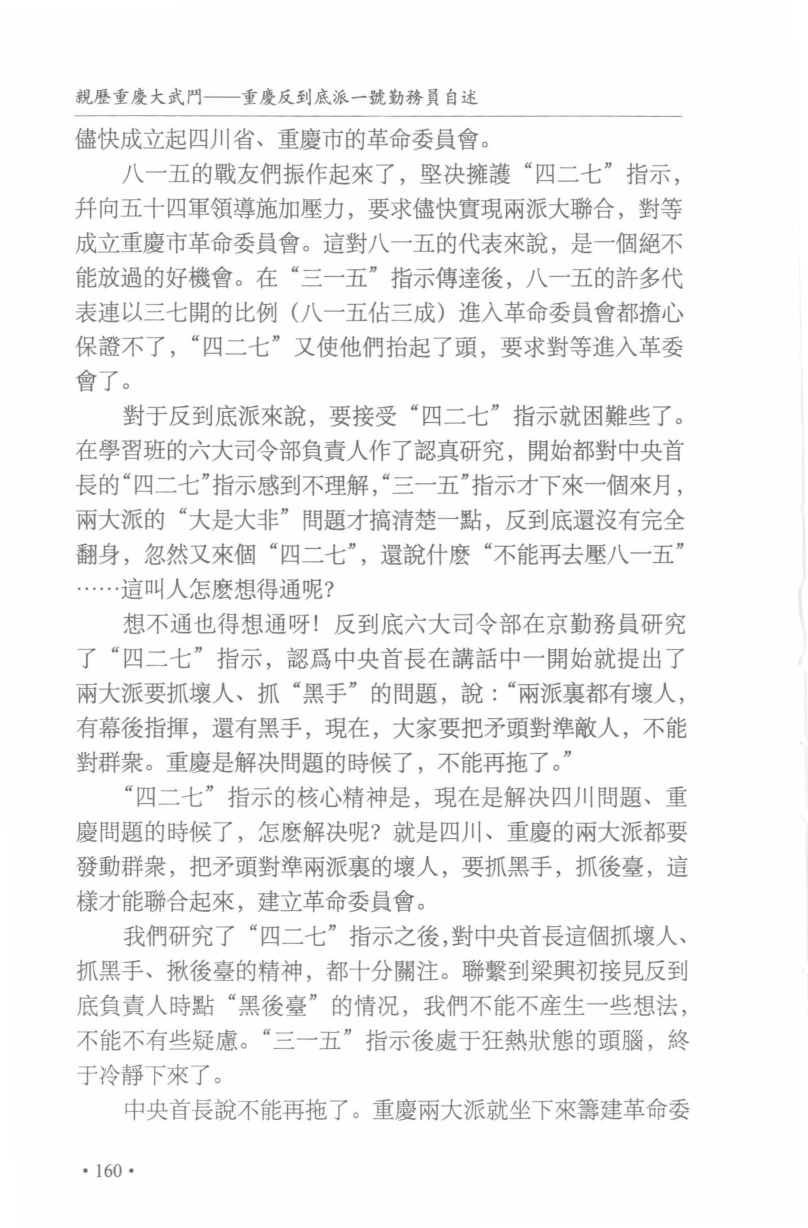 親歷重慶大武鬥——重慶反到底派一號勤務員自述
儘快成立起四川省、重慶市的革命委員會。
八一五的戰友們振作起來了，堅決擁護“四二七”指示，
幷向五十四軍領導施加壓力，要求儘快實現兩派大聯合，對等
成立重慶市革命委員會。這對八一五的代表來說，是一個絕不
能放過的好機會。在“三一五”指示傳達後，八一五的許多代
表連以三七開的比例（八一五佔三成）進入革命委員會都擔心
保證不了，“四二七”又使他們抬起了頭，要求對等進入革委
會了。
對于反到底派來說，要接受“四二七”指示就困難些了。
在學習班的六大司令部負責人作了認真研究，開始都對中央首
長的“四二七”指示感到不理解，“三一五”指示才下來一個來月，
兩大派的“大是大非”問題才搞清楚一點，反到底還沒有完全
翻身，忽然又來個“四二七”，還說什麽“不能再去壓八一五”
……這叫人怎麽想得通呢？
想不通也得想通呀！反到底六大司令部在京勤務員研究
了“四二七”指示，認爲中央首長在講話中一開始就提出了
兩大派要抓壞人、抓“黑手”的問題，說：“兩派裏都有壞人，
有幕後指揮，還有黑手，現在，大家要把矛頭對準敵人，不能
對群衆。重慶是解決問題的時候了，不能再拖了。”
“四二七”指示的核心精神是，現在是解決四川問題、重
慶問題的時候了，怎麽解決呢？就是四川、重慶的兩大派都要
發動群衆，把矛頭對準兩派裏的壞人，要抓黑手，抓後臺，這
樣才能聯合起來，建立革命委員會。
我們研究了“四二七”指示之後，對中央首長這個抓壞人、
抓黑手、揪後臺的精神，都十分關注。聯繫到梁興初接見反到
底負責人時點“黑後臺”的情况，我們不能不産生一些想法，
不能不有些疑慮。“三一五”指示後處于狂熱狀態的頭腦，終
于冷靜下來了。
中央首長說不能再拖了。重慶兩大派就坐下來籌建革命委
·160·